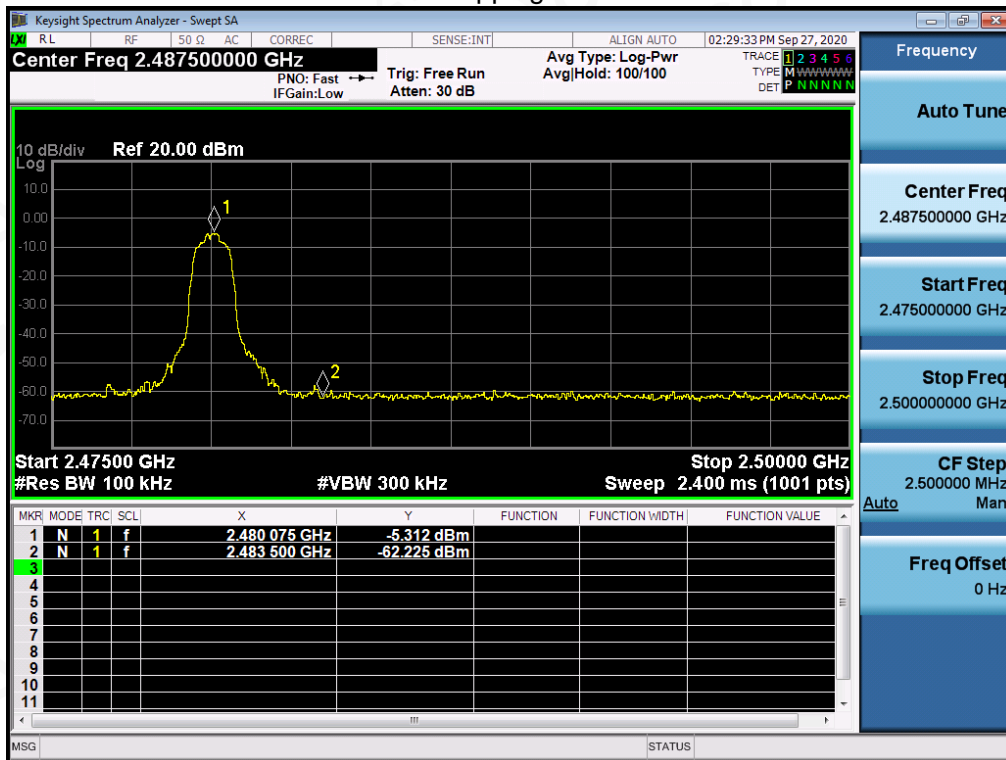 pping
Keysight Spectrum Analyzer - Swept SA
LXI RL RF 50 Ω AC CORREC SENSE:INT ALIGN AUTO 02:29:33 PM Sep 27, 2020
Center Freq 2.487500000 GHz
PNO: Fast
IFGain:Low
Trig: Free Run
Atten: 30 dB
Avg Type: Log-Pwr
Avg|Hold: 100/100
TRACE 1 2 3 4 5 6
TYPE M WWWWW
DET P N N N N N
10 dB/div Ref 20.00 dBm
Log
10.0
0.00
-10.0
-20.0
-30.0
-40.0
-50.0
-60.0
-70.0
1
2
Start 2.47500 GHz Stop 2.50000 GHz
#Res BW 100 kHz #VBW 300 kHz Sweep 2.400 ms (1001 pts)
MKR MODE TRC SCL X Y FUNCTION FUNCTION WIDTH FUNCTION VALUE
1 N 1 f 2.480 075 GHz -5.312 dBm
2 N 1 f 2.483 500 GHz -62.225 dBm
3
4
5
6
7
8
9
10
11
MSG STATUS
Frequency
Auto Tune
Center Freq
2.487500000 GHz
Start Freq
2.475000000 GHz
Stop Freq
2.500000000 GHz
CF Step
2.500000 MHz
Auto Man
Freq Offset
0 Hz